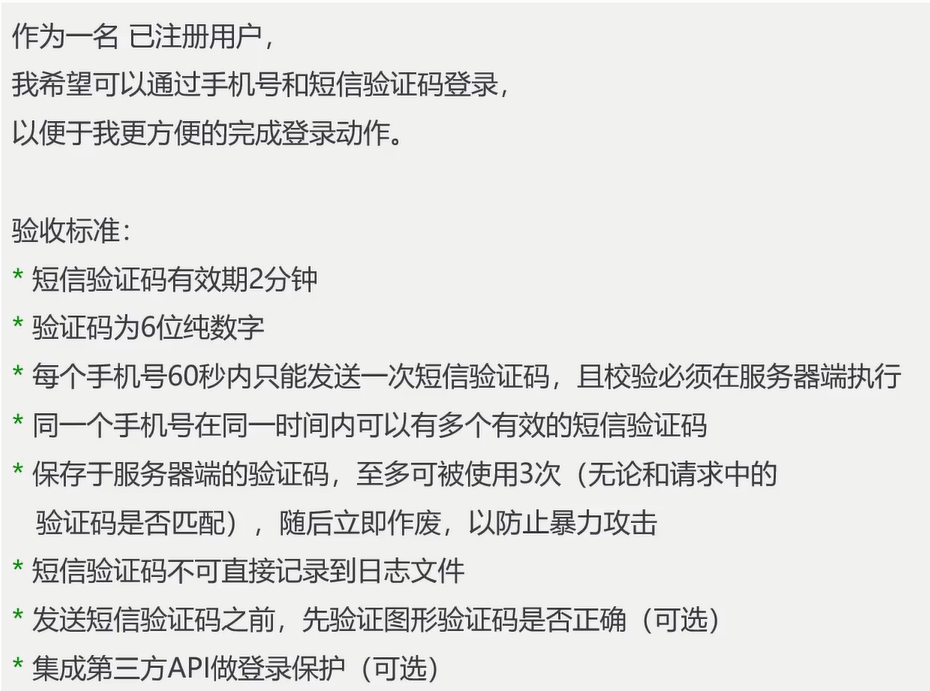 作为一名 已注册用户，
我希望可以通过手机号和短信验证码登录，
以便于我更方便的完成登录动作。
验收标准：
* 短信验证码有效期2分钟
* 验证码为6位纯数字
* 每个手机号60秒内只能发送一次短信验证码，且校验必须在服务器端执行
* 同一个手机号在同一时间内可以有多个有效的短信验证码
* 保存于服务器端的验证码，至多可被使用3次（无论和请求中的
验证码是否匹配），随后立即作废，以防止暴力攻击
* 短信验证码不可直接记录到日志文件
* 发送短信验证码之前，先验证图形验证码是否正确（可选）
* 集成第三方API做登录保护（可选）